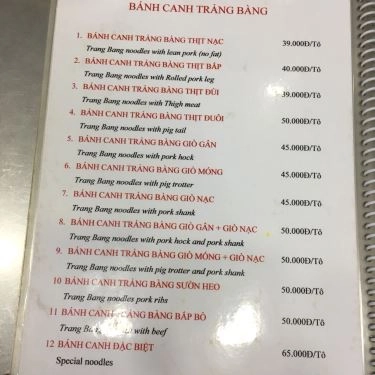 BÁNH CANH TRẢNG BÀNG
1. BÁNH CANH TRẢNG BÀNG THỊT NẠC 39.000Đ/Tô
Trang Bang noodles with lean pork (no fat)
2. BÁNH CANH TRẢNG BÀNG THỊT BẮP 40.000Đ/Tô
Trang Bang noodles with Rolled pork leg
3 BÁNH CANH TRẢNG BÀNG THỊT ĐÙI 39.000Đ/Tô
Trang Bang noodles with Thigh meat
4. BÁNH CANH TRẢNG BÀNG THỊT ĐUÔI 50.000Đ/Tô
Trang Bang noodles with pig tail
5 BÁNH CANH TRẢNG BÀNG GIÒ GÂN 45.000Đ/Tô
Trang Bang noodles with pork hock
6 BÁNH CANH TRẢNG BÀNG GIÒ MÓNG 45.000Đ/Tô
Trang Bang noodles with pig trotter
7 BÁNH CANH TRẢNG BÀNG GIÒ NẠC 45.000Đ/Tô
Trang Bang noodles with pork shank
8 BÁNH CANH TRẢNG BÀNG GIÒ GÂN + GIÒ NẠC 50.000Đ/Tô
Trang Bang noodles with pork hock and pork shank
9 BÁNH CANH TRẢNG BÀNG GIÒ MÓNG + GIÒ NẠC 50.000Đ/Tô
Trang Bang noodles with pig trotter and pork shank
10 BÁNH CANH TRẢNG BÀNG SƯỜN HEO 50.000Đ/Tô
Trang Bang noodles pork ribs
11 BÁNH CANH TRẢNG BÀNG BẮP BÒ 50.000Đ/Tô
Trang Bang with beef
12 BÁNH CANH ĐẶC BIỆT 65.000Đ/Tô
Special noodles